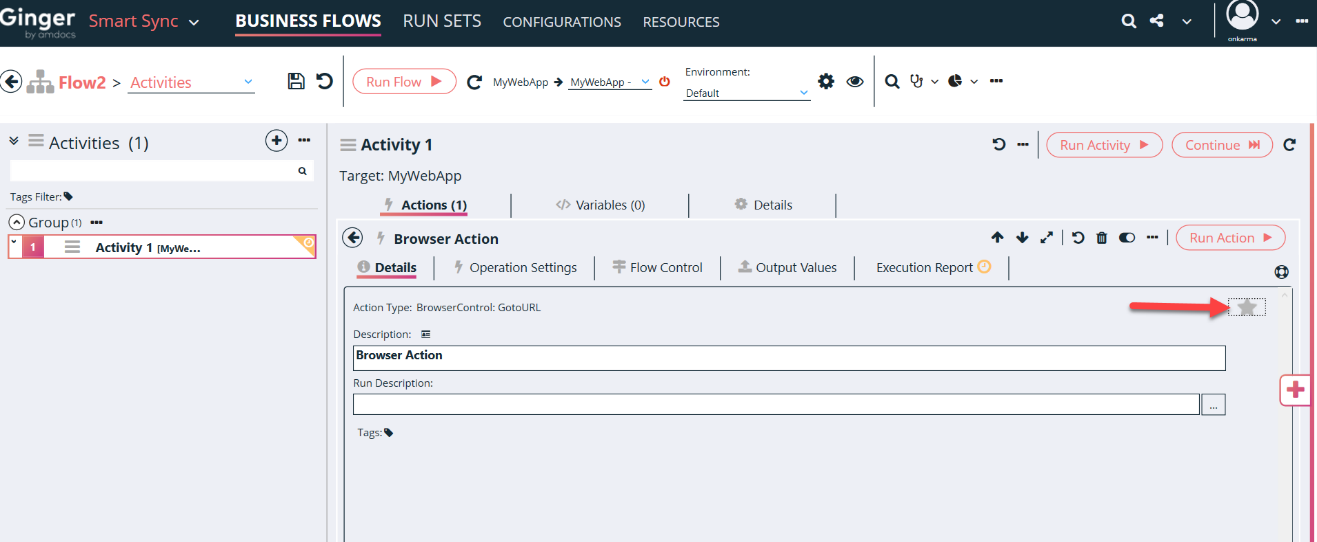 Ginger Smart Sync BUSINESS FLOWS RUN SETS CONFIGURATIONS RESOURCES
by amdocs
onkarma
Flow2 > Activities Run Flow MyWebApp MyWebApp - Environment:
Default
Activities (1)
Tags Filter:
Group (1)
1 Activity 1 [MyWe...
Activity 1 Run Activity Continue
Target: MyWebApp
Actions (1) </> Variables (0) Details
Browser Action Run Action
Details Operation Settings Flow Control Output Values Execution Report
Action Type: BrowserControl: GotoURL
Description:
Browser Action
Run Description:
...
Tags: